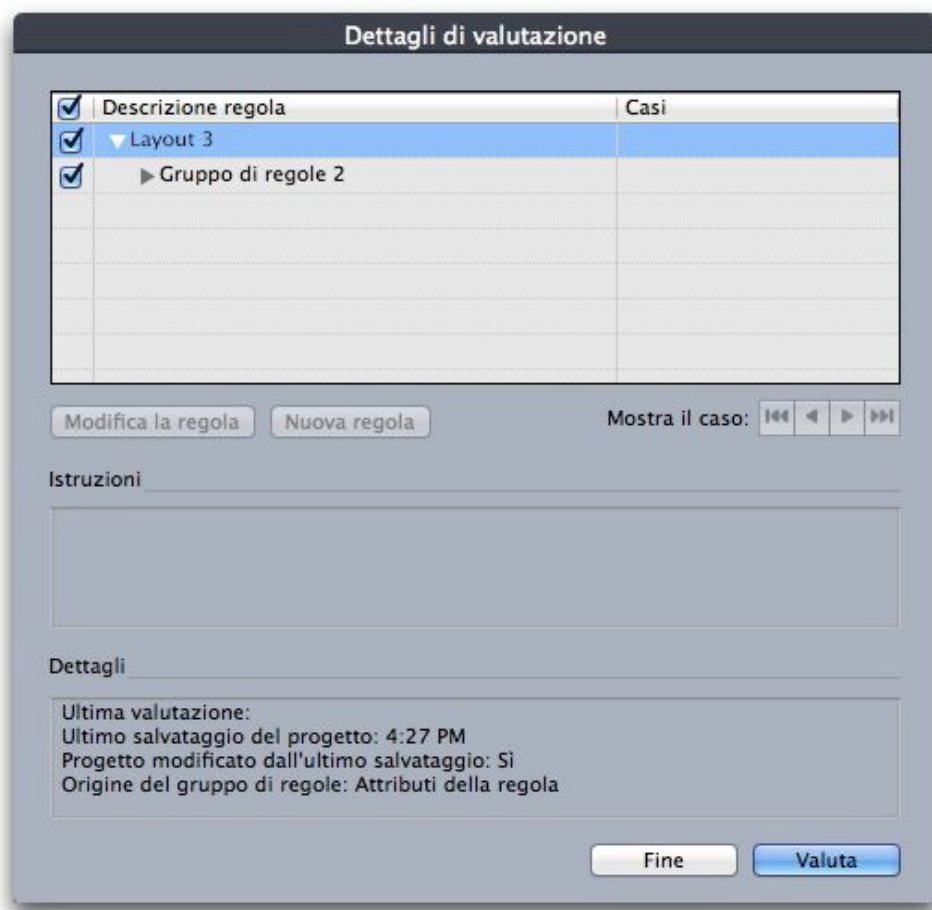 Dettagli di valutazione
Descrizione regola Casi
Layout 3
Gruppo di regole 2
Modifica la regola Nuova regola Mostra il caso:
Istruzioni
Dettagli
Ultima valutazione:
Ultimo salvataggio del progetto: 4:27 PM
Progetto modificato dall'ultimo salvataggio: Sì
Origine del gruppo di regole: Attributi della regola
Fine Valuta